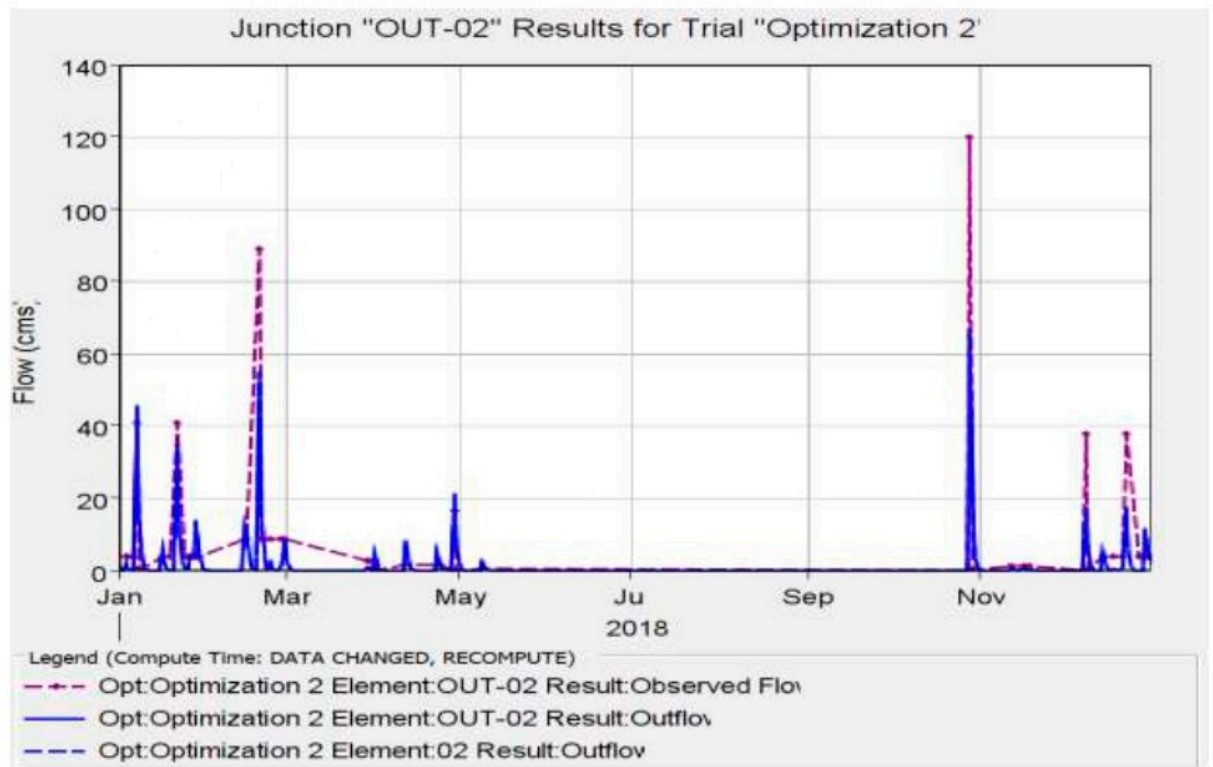 Junction "OUT-02" Results for Trial "Optimization 2'
140
120
100
80
60
40
20
0
Flow (cms)
Jan Mar May Ju Sep Nov
2018
Legend (Compute Time: DATA CHANGED, RECOMPUTE)
Opt:Optimization 2 Element:OUT-02 Result:Observed Flov
Opt:Optimization 2 Element:OUT-02 Result:Outflov
Opt:Optimization 2 Element:02 Result:Outflov